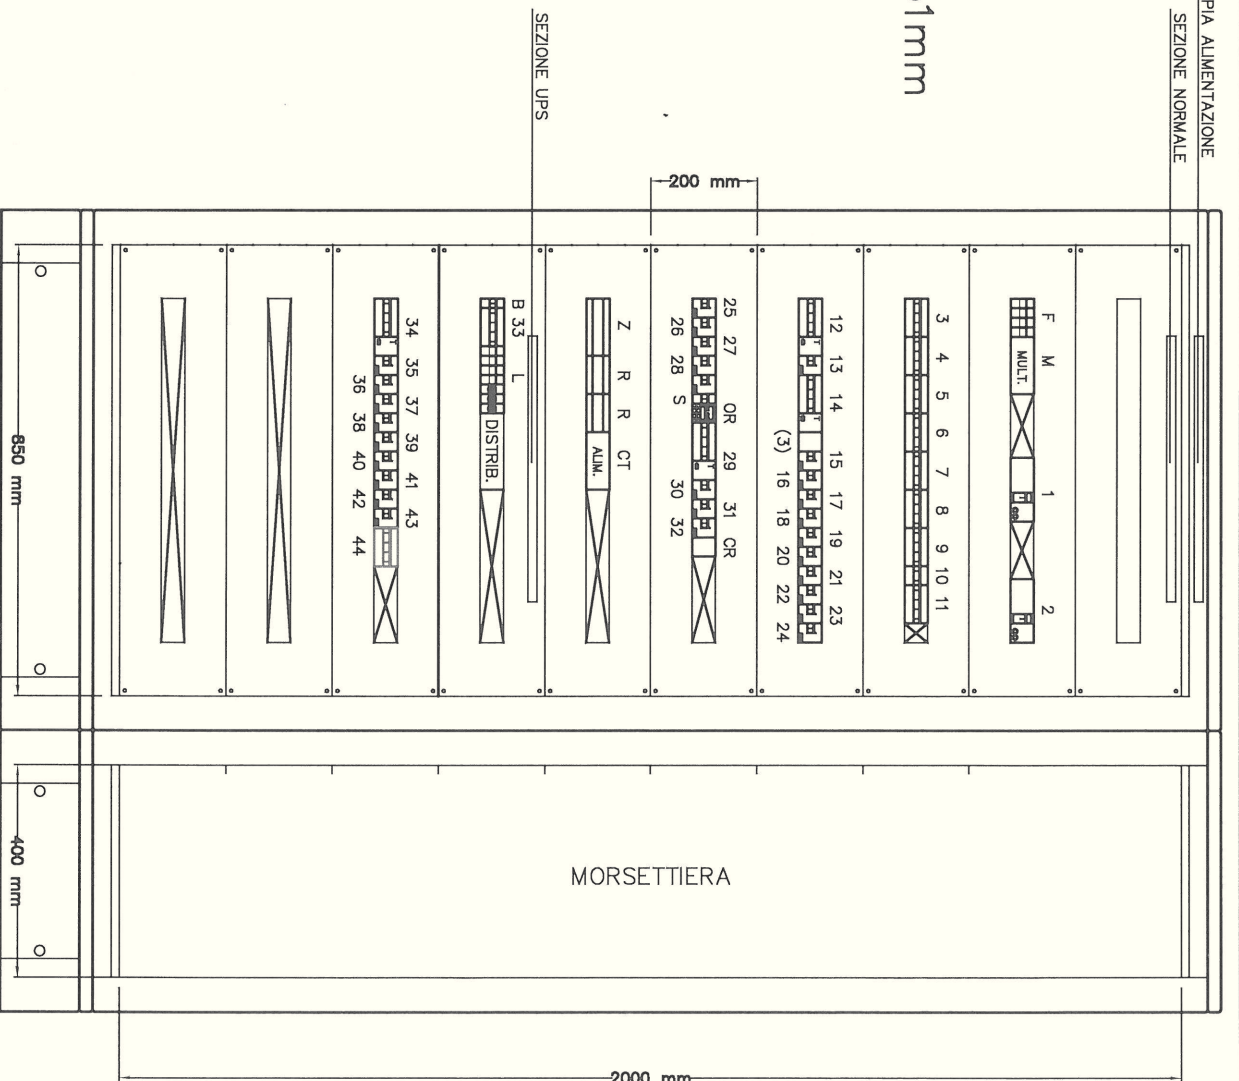 PIA ALIMENTAZIONE
SEZIONE NORMALE
1mm
SEZIONE UPS
200 mm
F M 1 2
MULT.
3 4 5 6 7 8 9 10 11
12 13 14 15 17 19 21 23
(3) 16 18 20 22 24
25 27 OR 29 31 CR
26 28 S 30 32
Z R R CT
ALIM.
B 33 L
DISTRIB.
34 35 37 39 41 43
36 38 40 42 44
850 mm
MORSETTIERA
400 mm
2000 mm